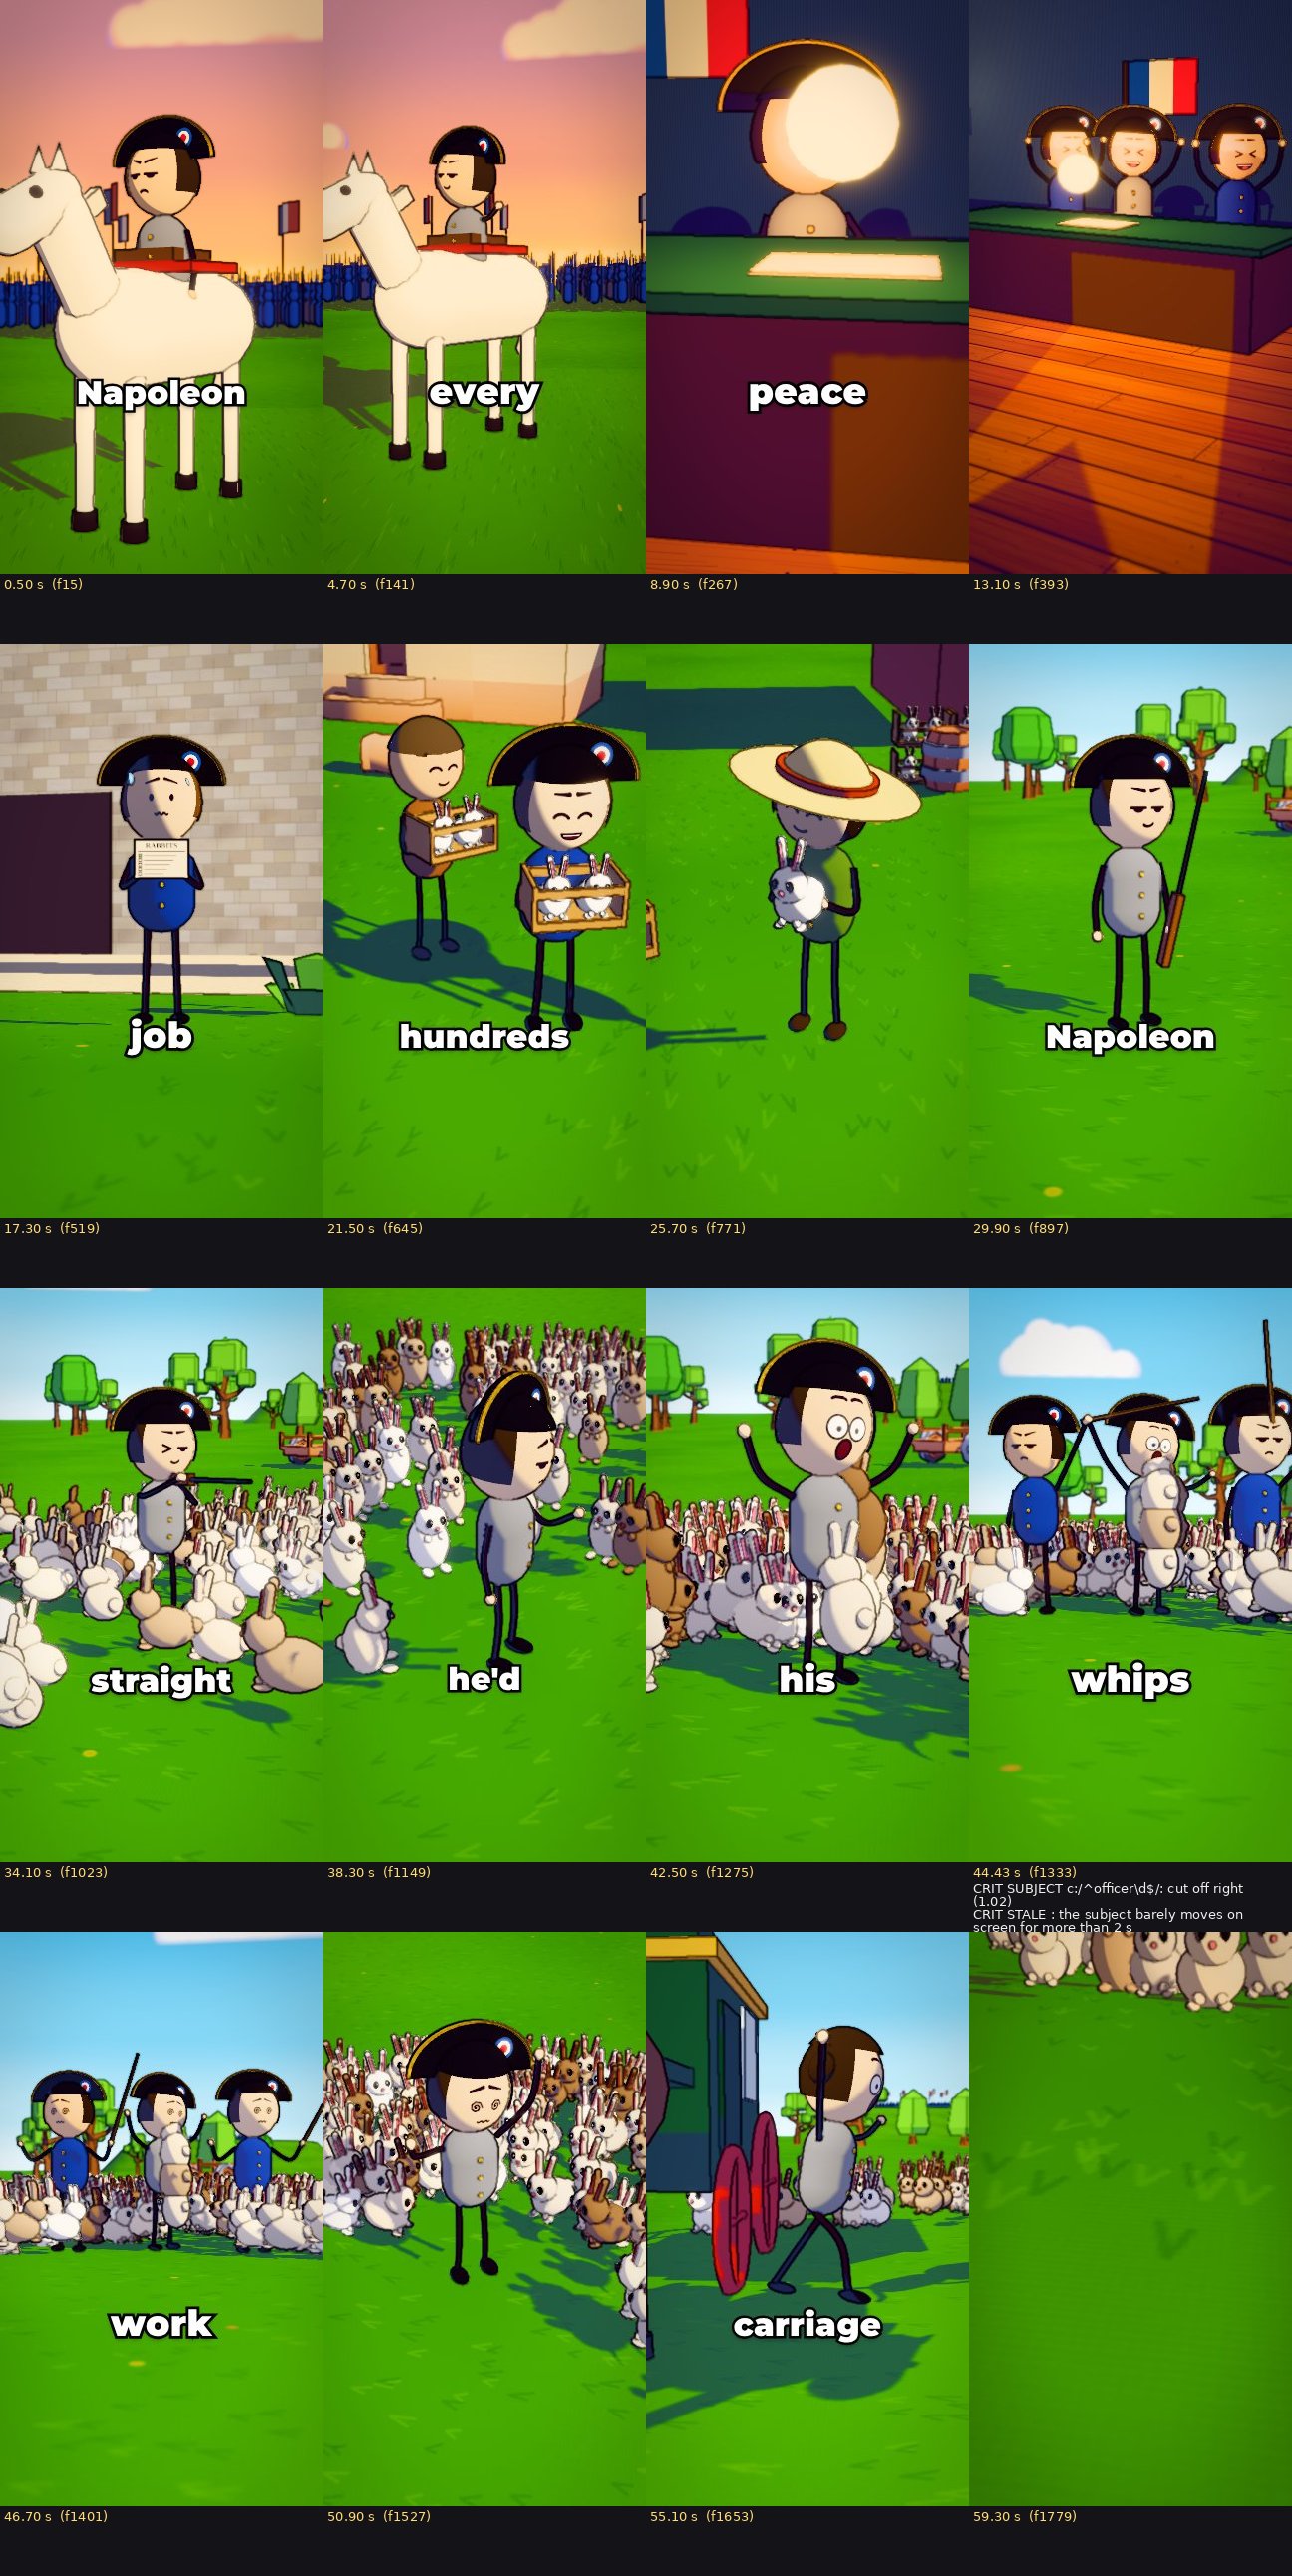 Napoleon
every
peace
0.50 s (f15)
4.70 s (f141)
8.90 s (f267)
13.10 s (f393)
RABBITS
job
hundreds
Napoleon
17.30 s (f519)
21.50 s (f645)
25.70 s (f771)
29.90 s (f897)
straight
he'd
his
whips
34.10 s (f1023)
38.30 s (f1149)
42.50 s (f1275)
44.43 s (f1333)
CRIT SUBJECT c:/^officer\d$/: cut off right
(1.02)
CRIT STALE : the subject barely moves on
screen for more than 2 s
work
carriage
46.70 s (f1401)
50.90 s (f1527)
55.10 s (f1653)
59.30 s (f1779)